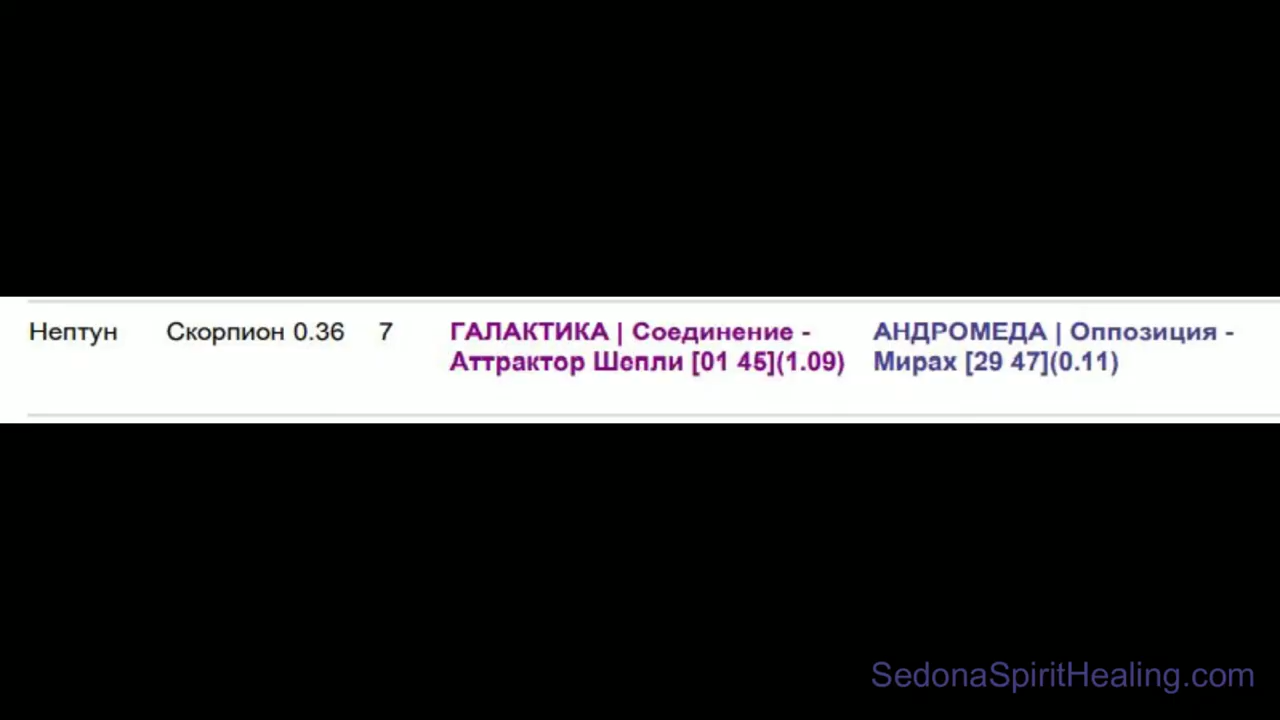 Нептун Скорпион 0.36 7 ГАЛАКТИКА | Соединение - АНДРОМЕДА | Оппозиция -
Аттрактор Шепли [01 45](1.09) Мирах [29 47](0.11)
SedonaSpiritHealing.com